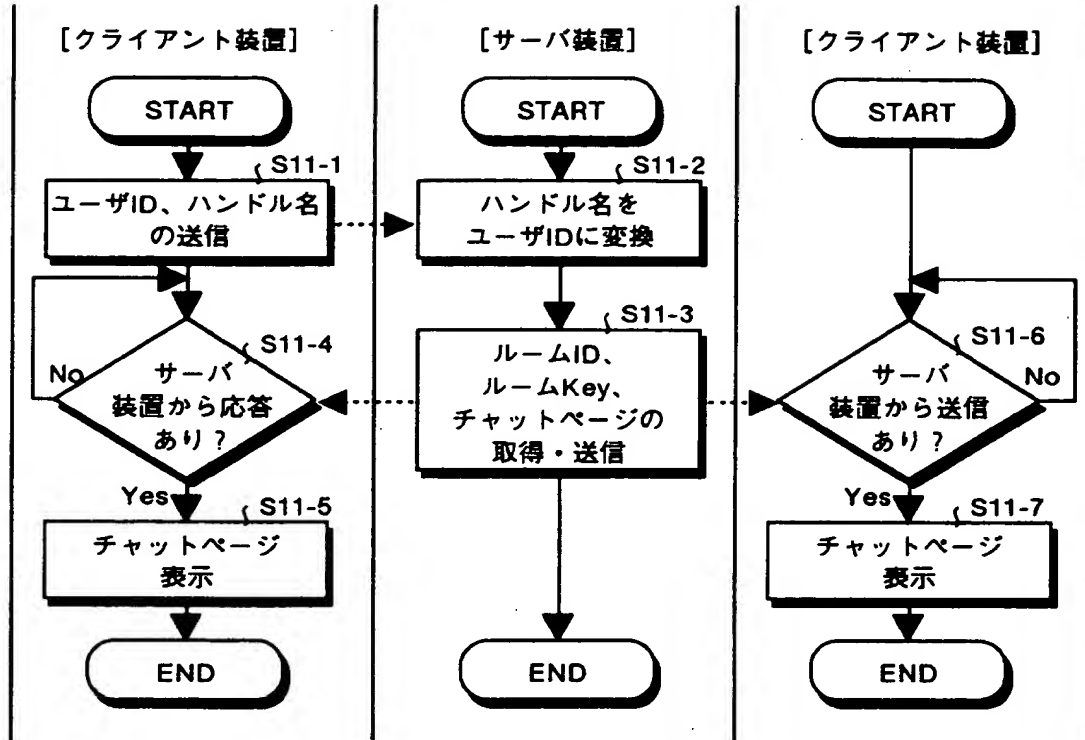 [クライアント装置]
START
S11-1
ユーザID、ハンドル名
の送信
S11-4
No
サーバ
装置から応答
あり？
Yes
S11-5
チャットページ
表示
END
[サーバ装置]
START
S11-2
ハンドル名を
ユーザIDに変換
S11-3
ルームID、
ルームKey、
チャットページの
取得・送信
END
[クライアント装置]
START
S11-6
No
サーバ
装置から送信
あり？
Yes
S11-7
チャットページ
表示
END